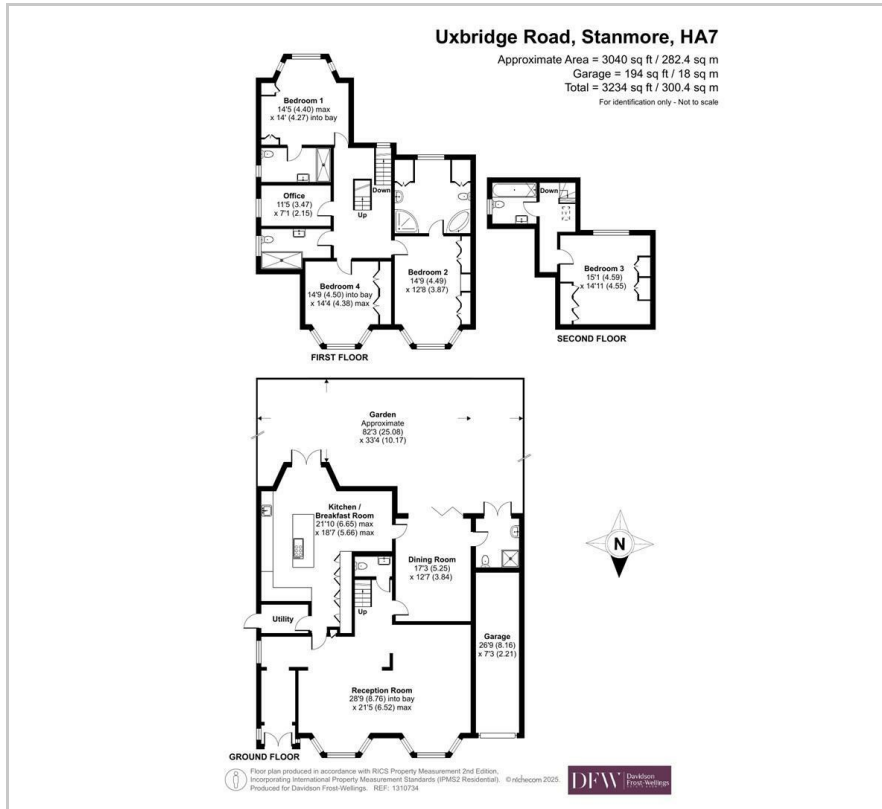 Uxbridge Road, Stanmore, HA7
Approximate Area = 3040 sq ft / 282.4 sq m
Garage = 194 sq ft / 18 sq m
Total = 3234 sq ft / 300.4 sq m
For identification only - Not to scale
Bedroom 1
14'5 (4.40) max
x 14' (4.27) into bay
Office
11'5 (3.47)
x 7'1 (2.15)
Down
Up
Bedroom 4
14'9 (4.50) into bay
x 14'4 (4.38) max
Bedroom 2
14'9 (4.49)
x 12'8 (3.87)
FIRST FLOOR
Down
Bedroom 3
15'1 (4.59)
x 14'11 (4.55)
SECOND FLOOR
Garden
Approximate
82'3 (25.08)
x 33'4 (10.17)
Kitchen /
Breakfast Room
21'10 (6.65) max
x 18'7 (5.66) max
Dining Room
17'3 (5.25)
x 12'7 (3.84)
Utility
Up
Garage
26'9 (8.16)
x 7'3 (2.21)
Reception Room
28'9 (8.76) into bay
x 21'5 (6.52) max
GROUND FLOOR
N
Floor plan produced in accordance with RICS Property Measurement 2nd Edition,
Incorporating International Property Measurement Standards (IPMS2 Residential). © nichecom 2025.
Produced for Davidson Frost-Wellings. REF: 1310734
DFW Davidson
Frost-Wellings